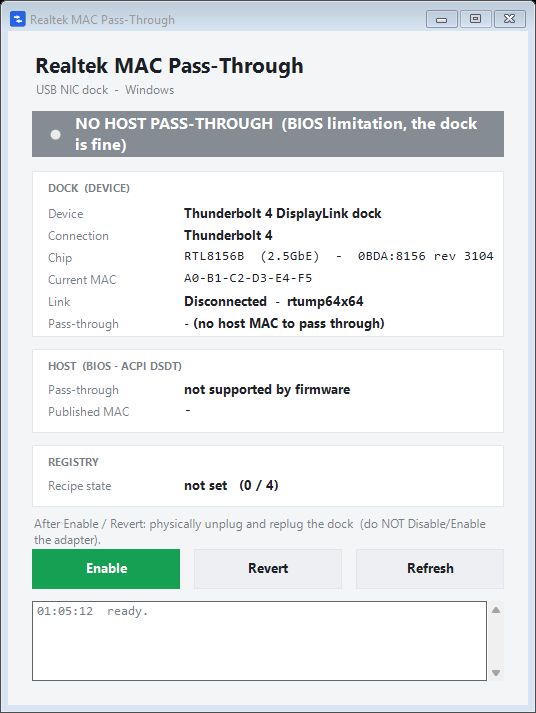 Realtek MAC Pass-Through
Realtek MAC Pass-Through
USB NIC dock - Windows
NO HOST PASS-THROUGH (BIOS limitation, the dock
is fine)
DOCK (DEVICE)
Device Thunderbolt 4 DisplayLink dock
Connection Thunderbolt 4
Chip RTL8156B (2.5GbE) - 0BDA:8156 rev 3104
Current MAC A0-B1-C2-D3-E4-F5
Link Disconnected - rtump64x64
Pass-through - (no host MAC to pass through)
HOST (BIOS - ACPI DSDT)
Pass-through not supported by firmware
Published MAC -
REGISTRY
Recipe state not set (0 / 4)
After Enable / Revert: physically unplug and replug the dock (do NOT Disable/Enable
the adapter).
Enable Revert Refresh
01:05:12 ready.